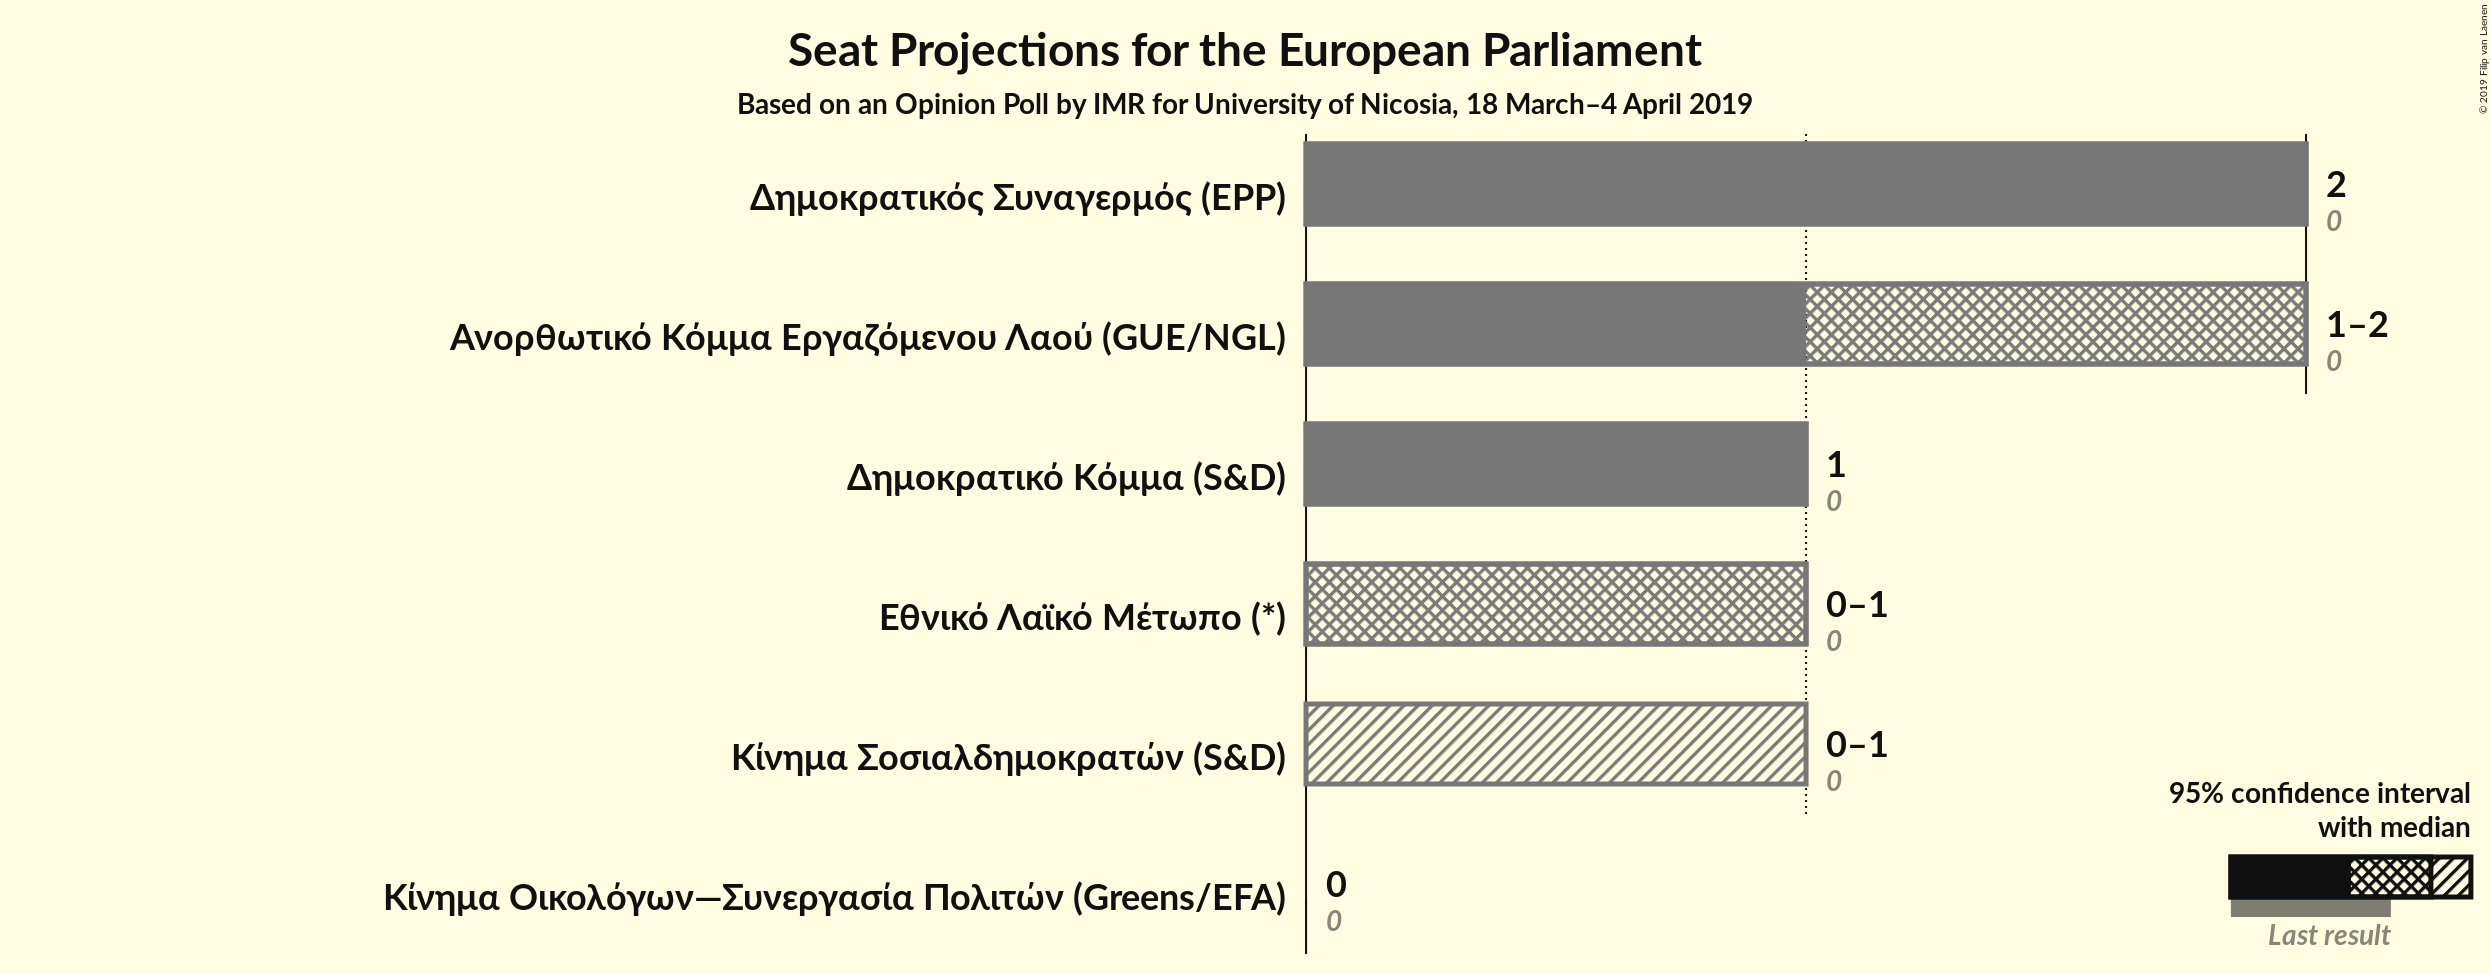 Seat Projections for the European Parliament
Based on an Opinion Poll by IMR for University of Nicosia, 18 March–4 April 2019
© 2019 Filip van Laenen
Δημοκρατικός Συναγερμός (EPP)
2
0
Ανορθωτικό Κόμμα Εργαζόμενου Λαού (GUE/NGL)
1–2
0
Δημοκρατικό Κόμμα (S&D)
1
0
Εθνικό Λαϊκό Μέτωπο (*)
0–1
0
Κίνημα Σοσιαλδημοκρατών (S&D)
0–1
0
Κίνημα Οικολόγων—Συνεργασία Πολιτών (Greens/EFA)
0
0
95% confidence interval
with median
Last result